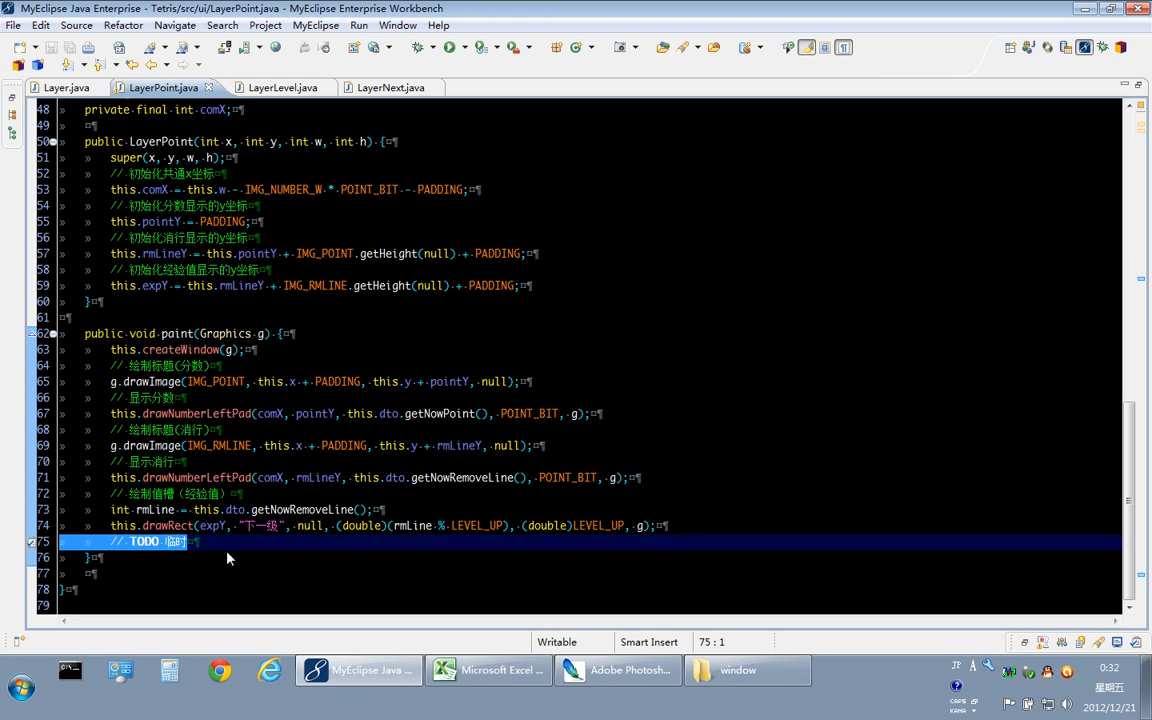 MyEclipse Java Enterprise - Tetris/src/ui/LayerPoint.java - MyEclipse Enterprise Workbench
File Edit Source Refactor Navigate Search Project MyEclipse Run Window Help
Layer.java LayerPoint.java LayerLevel.java LayerNext.java
48 private final int comX;
49
50 public LayerPoint(int x, int y, int w, int h) {
51 super(x, y, w, h);
52 // 初始化共通x坐标
53 this.comX = this.w - IMG_NUMBER_W * POINT_BIT - PADDING;
54 // 初始化分数显示的y坐标
55 this.pointY = PADDING;
56 // 初始化消行显示的y坐标
57 this.rmLineY = this.pointY + IMG_POINT.getHeight(null) + PADDING;
58 // 初始化经验值显示的y坐标
59 this.expY = this.rmLineY + IMG_RMLINE.getHeight(null) + PADDING;
60 }
61
62 public void paint(Graphics g) {
63 this.createWindow(g);
64 // 绘制标题(分数)
65 g.drawImage(IMG_POINT, this.x + PADDING, this.y + pointY, null);
66 // 显示分数
67 this.drawNumberLeftPad(comX, pointY, this.dto.getNowPoint(), POINT_BIT, g);
68 // 绘制标题(消行)
69 g.drawImage(IMG_RMLINE, this.x + PADDING, this.y + rmLineY, null);
70 // 显示消行
71 this.drawNumberLeftPad(comX, rmLineY, this.dto.getNowRemoveLine(), POINT_BIT, g);
72 // 绘制值槽（经验值）
73 int rmLine = this.dto.getNowRemoveLine();
74 this.drawRect(expY, "下一级", null, (double)(rmLine % LEVEL_UP), (double)LEVEL_UP, g);
75 // TODO 临时
76 }
77
78 }
79
Writable Smart Insert 75 : 1
MyEclipse Java ... Microsoft Excel ... Adobe Photosh... window
JP A 0:32
星期五
CAPS
KANA 2012/12/21